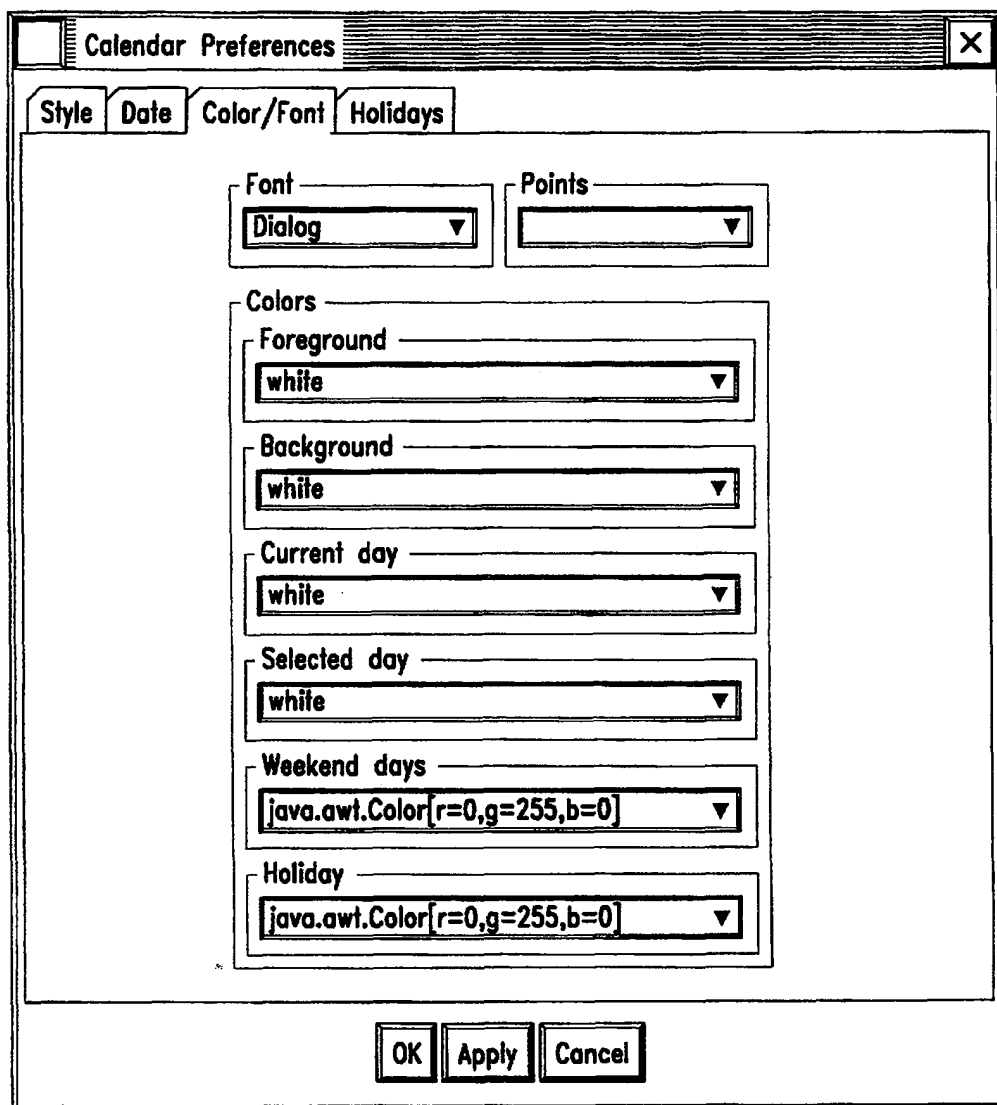 Calendar Preferences
Style Date Color/Font Holidays
Font Points
Dialog
Colors
Foreground
white
Background
white
Current day
white
Selected day
white
Weekend days
java.awt.Color[r=0,g=255,b=0]
Holiday
java.awt.Color[r=0,g=255,b=0]
OK Apply Cancel